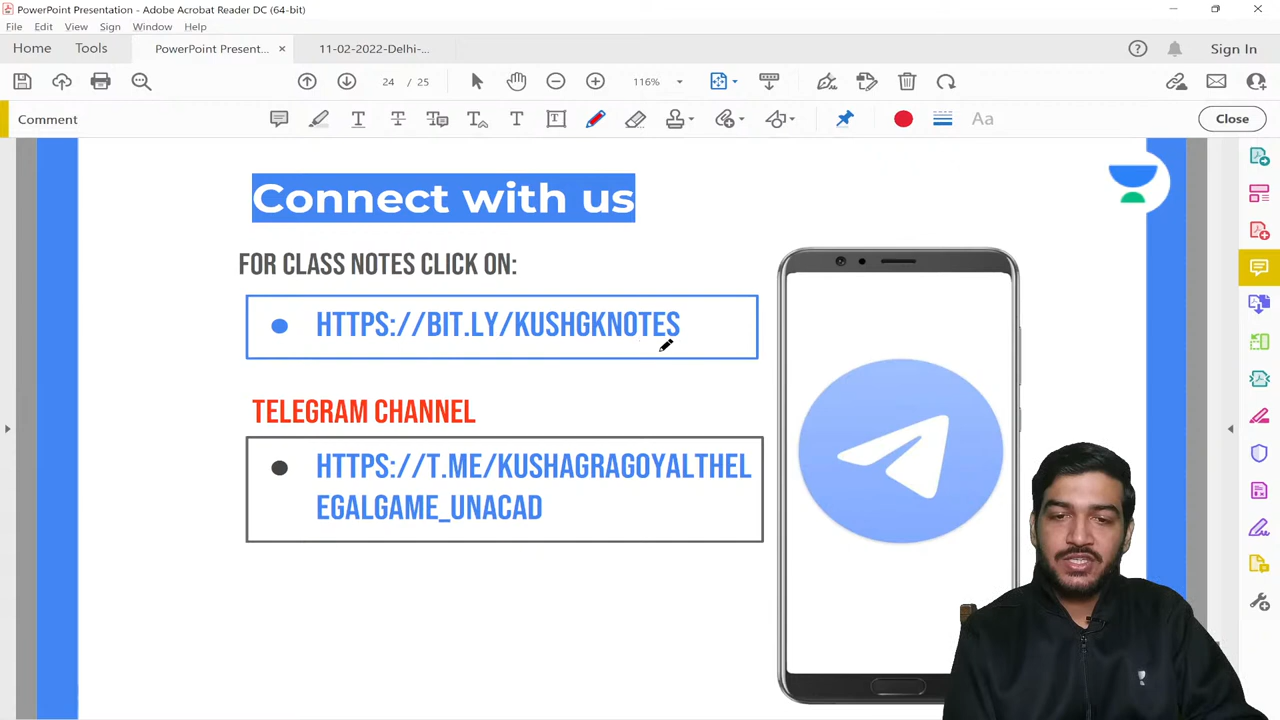 PowerPoint Presentation - Adobe Acrobat Reader DC (64-bit)
File Edit View Sign Window Help
Home Tools PowerPoint Present... × 11-02-2022-Delhi-... Sign In
24 / 25 116%
Comment Aa Close
Connect with us
FOR CLASS NOTES CLICK ON:
HTTPS://BIT.LY/KUSHGKNOTES
TELEGRAM CHANNEL
HTTPS://T.ME/KUSHAGRAGOYALTHEL
EGALGAME_UNACAD